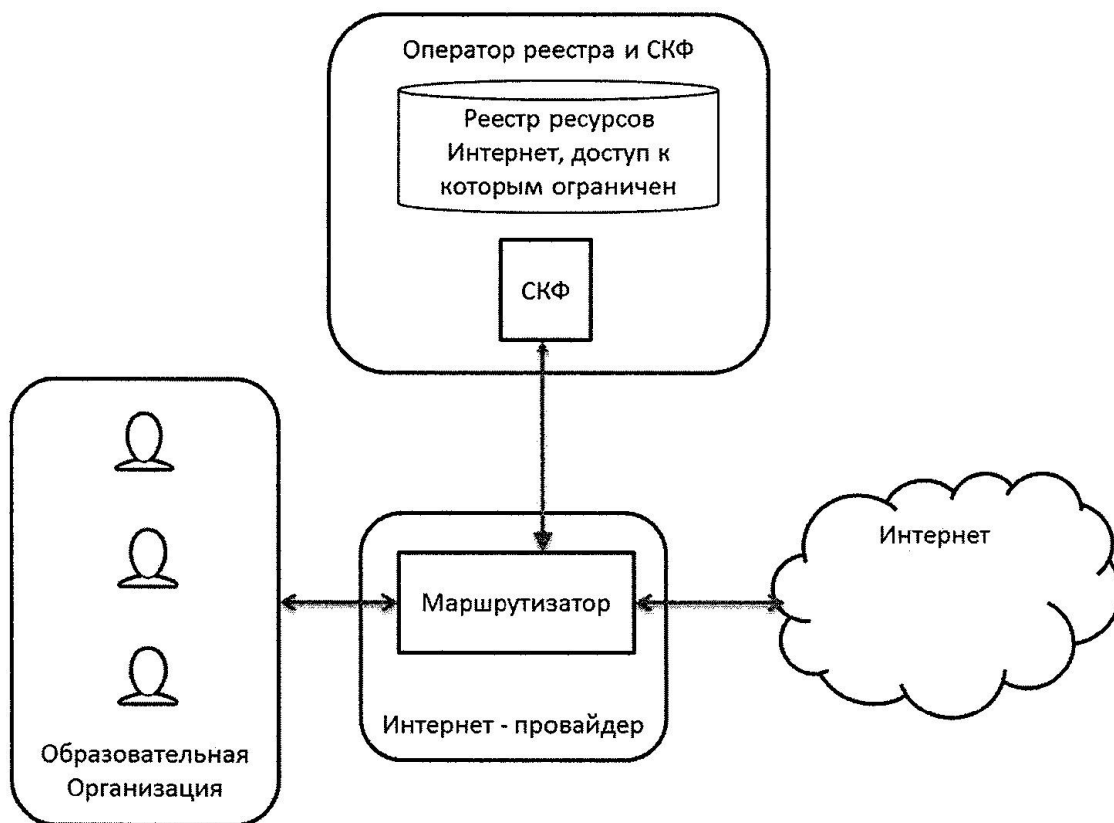 Оператор реестра и СКФ
Реестр ресурсов
Интернет, доступ к
которым ограничен
СКФ
Интернет
Маршрутизатор
Интернет - провайдер
Образовательная
Организация